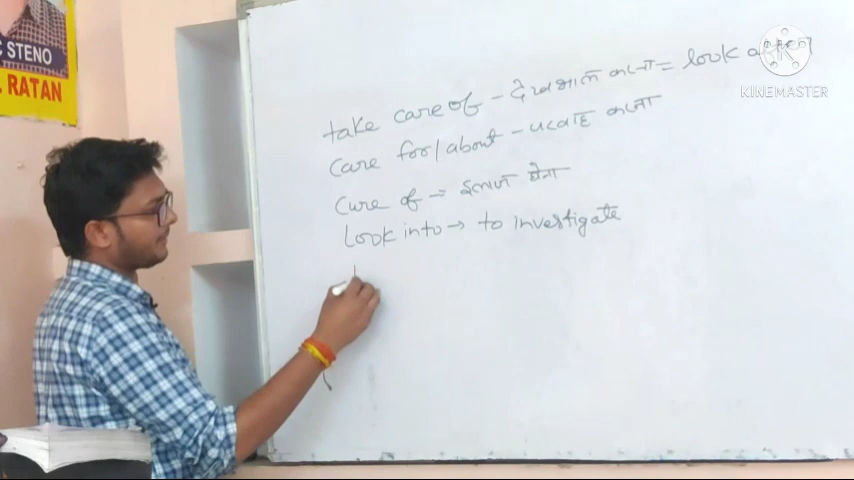 C STENO
L RATAN
KINEMASTER
take care of - देखभाल करना = look after
care for/about - परवाह करना
cure of - इलाज होना
Look into → to investigate